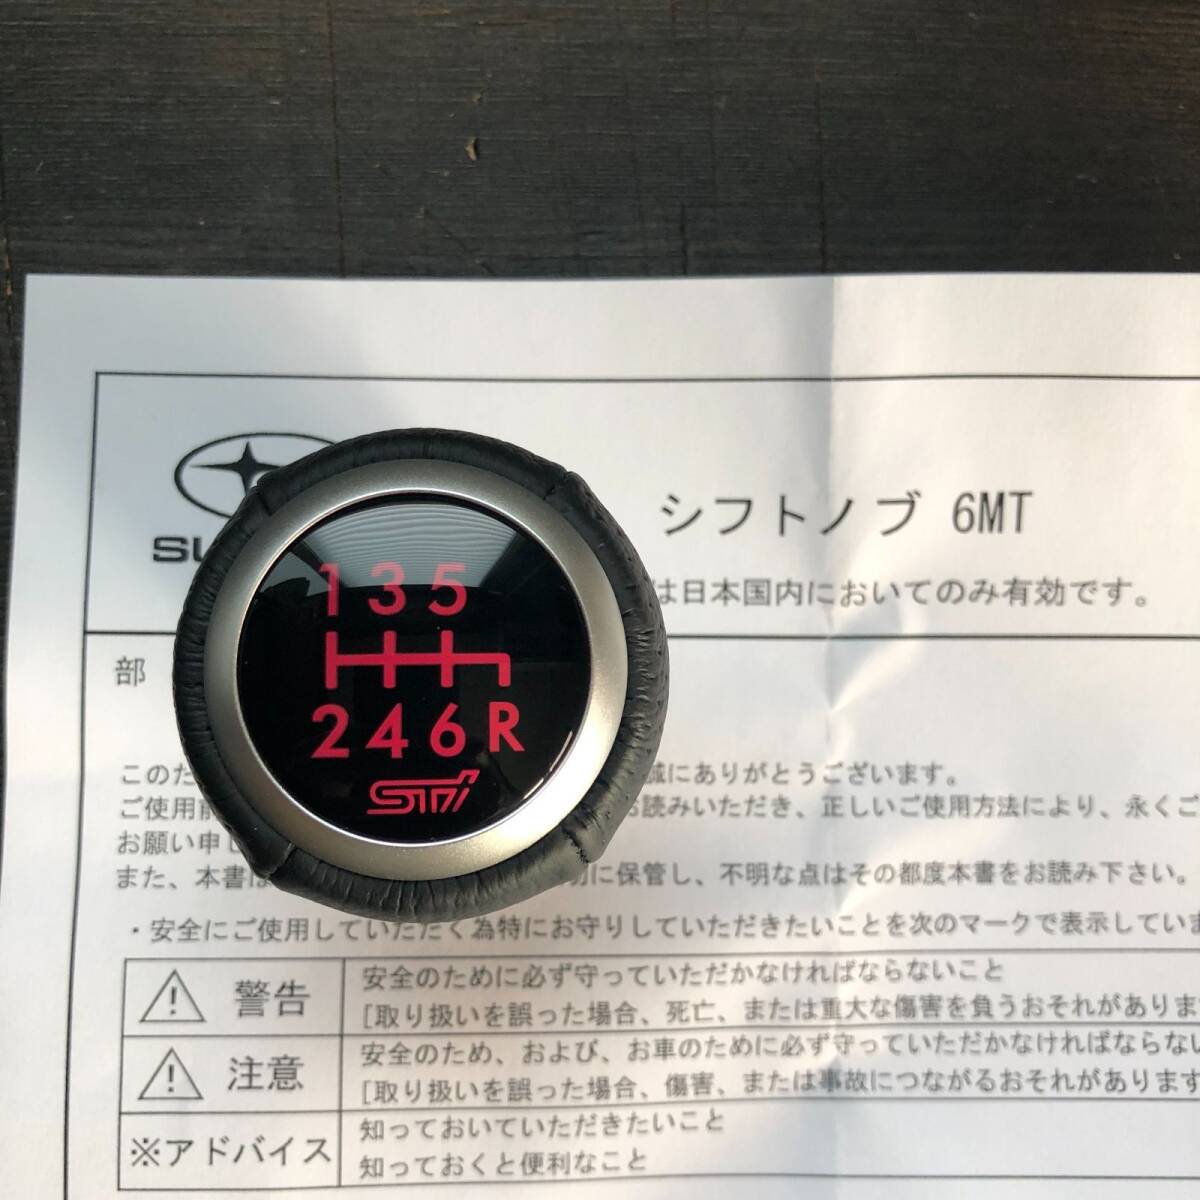 シフトノブ 6MT
は日本国内においてのみ有効です。
1 3 5
2 4 6 R
STi
部
誠にありがとうございます。
ご使用前 お読みいただき、正しいご使用方法により、永くご
お願い申し
また、本書は 切に保管し、不明な点はその都度本書をお読み下さい。
・安全にご使用していただく為特にお守りしていただきたいことを次のマークで表示していま
警告 安全のために必ず守っていただかなければならないこと
[取り扱いを誤った場合、死亡、または重大な傷害を負うおそれがありま
注意 安全のため、および、お車のために必ず守っていただかなければならない
[取り扱いを誤った場合、傷害、または事故につながるおそれがあります
※アドバイス 知っておいていただきたいこと
知っておくと便利なこと